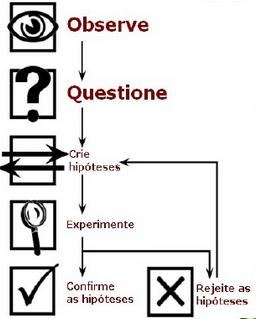 Observe
Questione
Crie
hipóteses
Experimente
Confirme
as hipóteses
Rejeite as
hipóteses